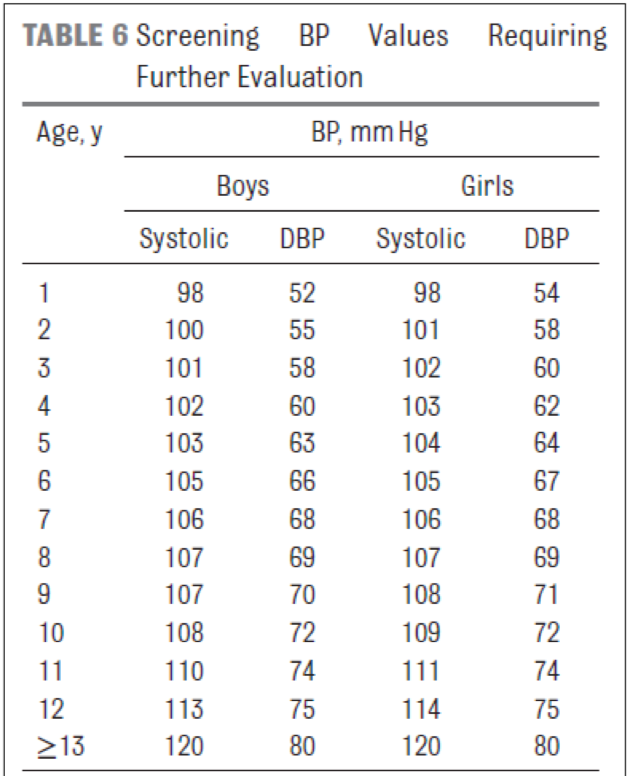 TABLE 6 Screening BP Values Requiring
Further Evaluation
Age, y BP, mm Hg
Boys Girls
Systolic DBP Systolic DBP
1 98 52 98 54
2 100 55 101 58
3 101 58 102 60
4 102 60 103 62
5 103 63 104 64
6 105 66 105 67
7 106 68 106 68
8 107 69 107 69
9 107 70 108 71
10 108 72 109 72
11 110 74 111 74
12 113 75 114 75
≥13 120 80 120 80